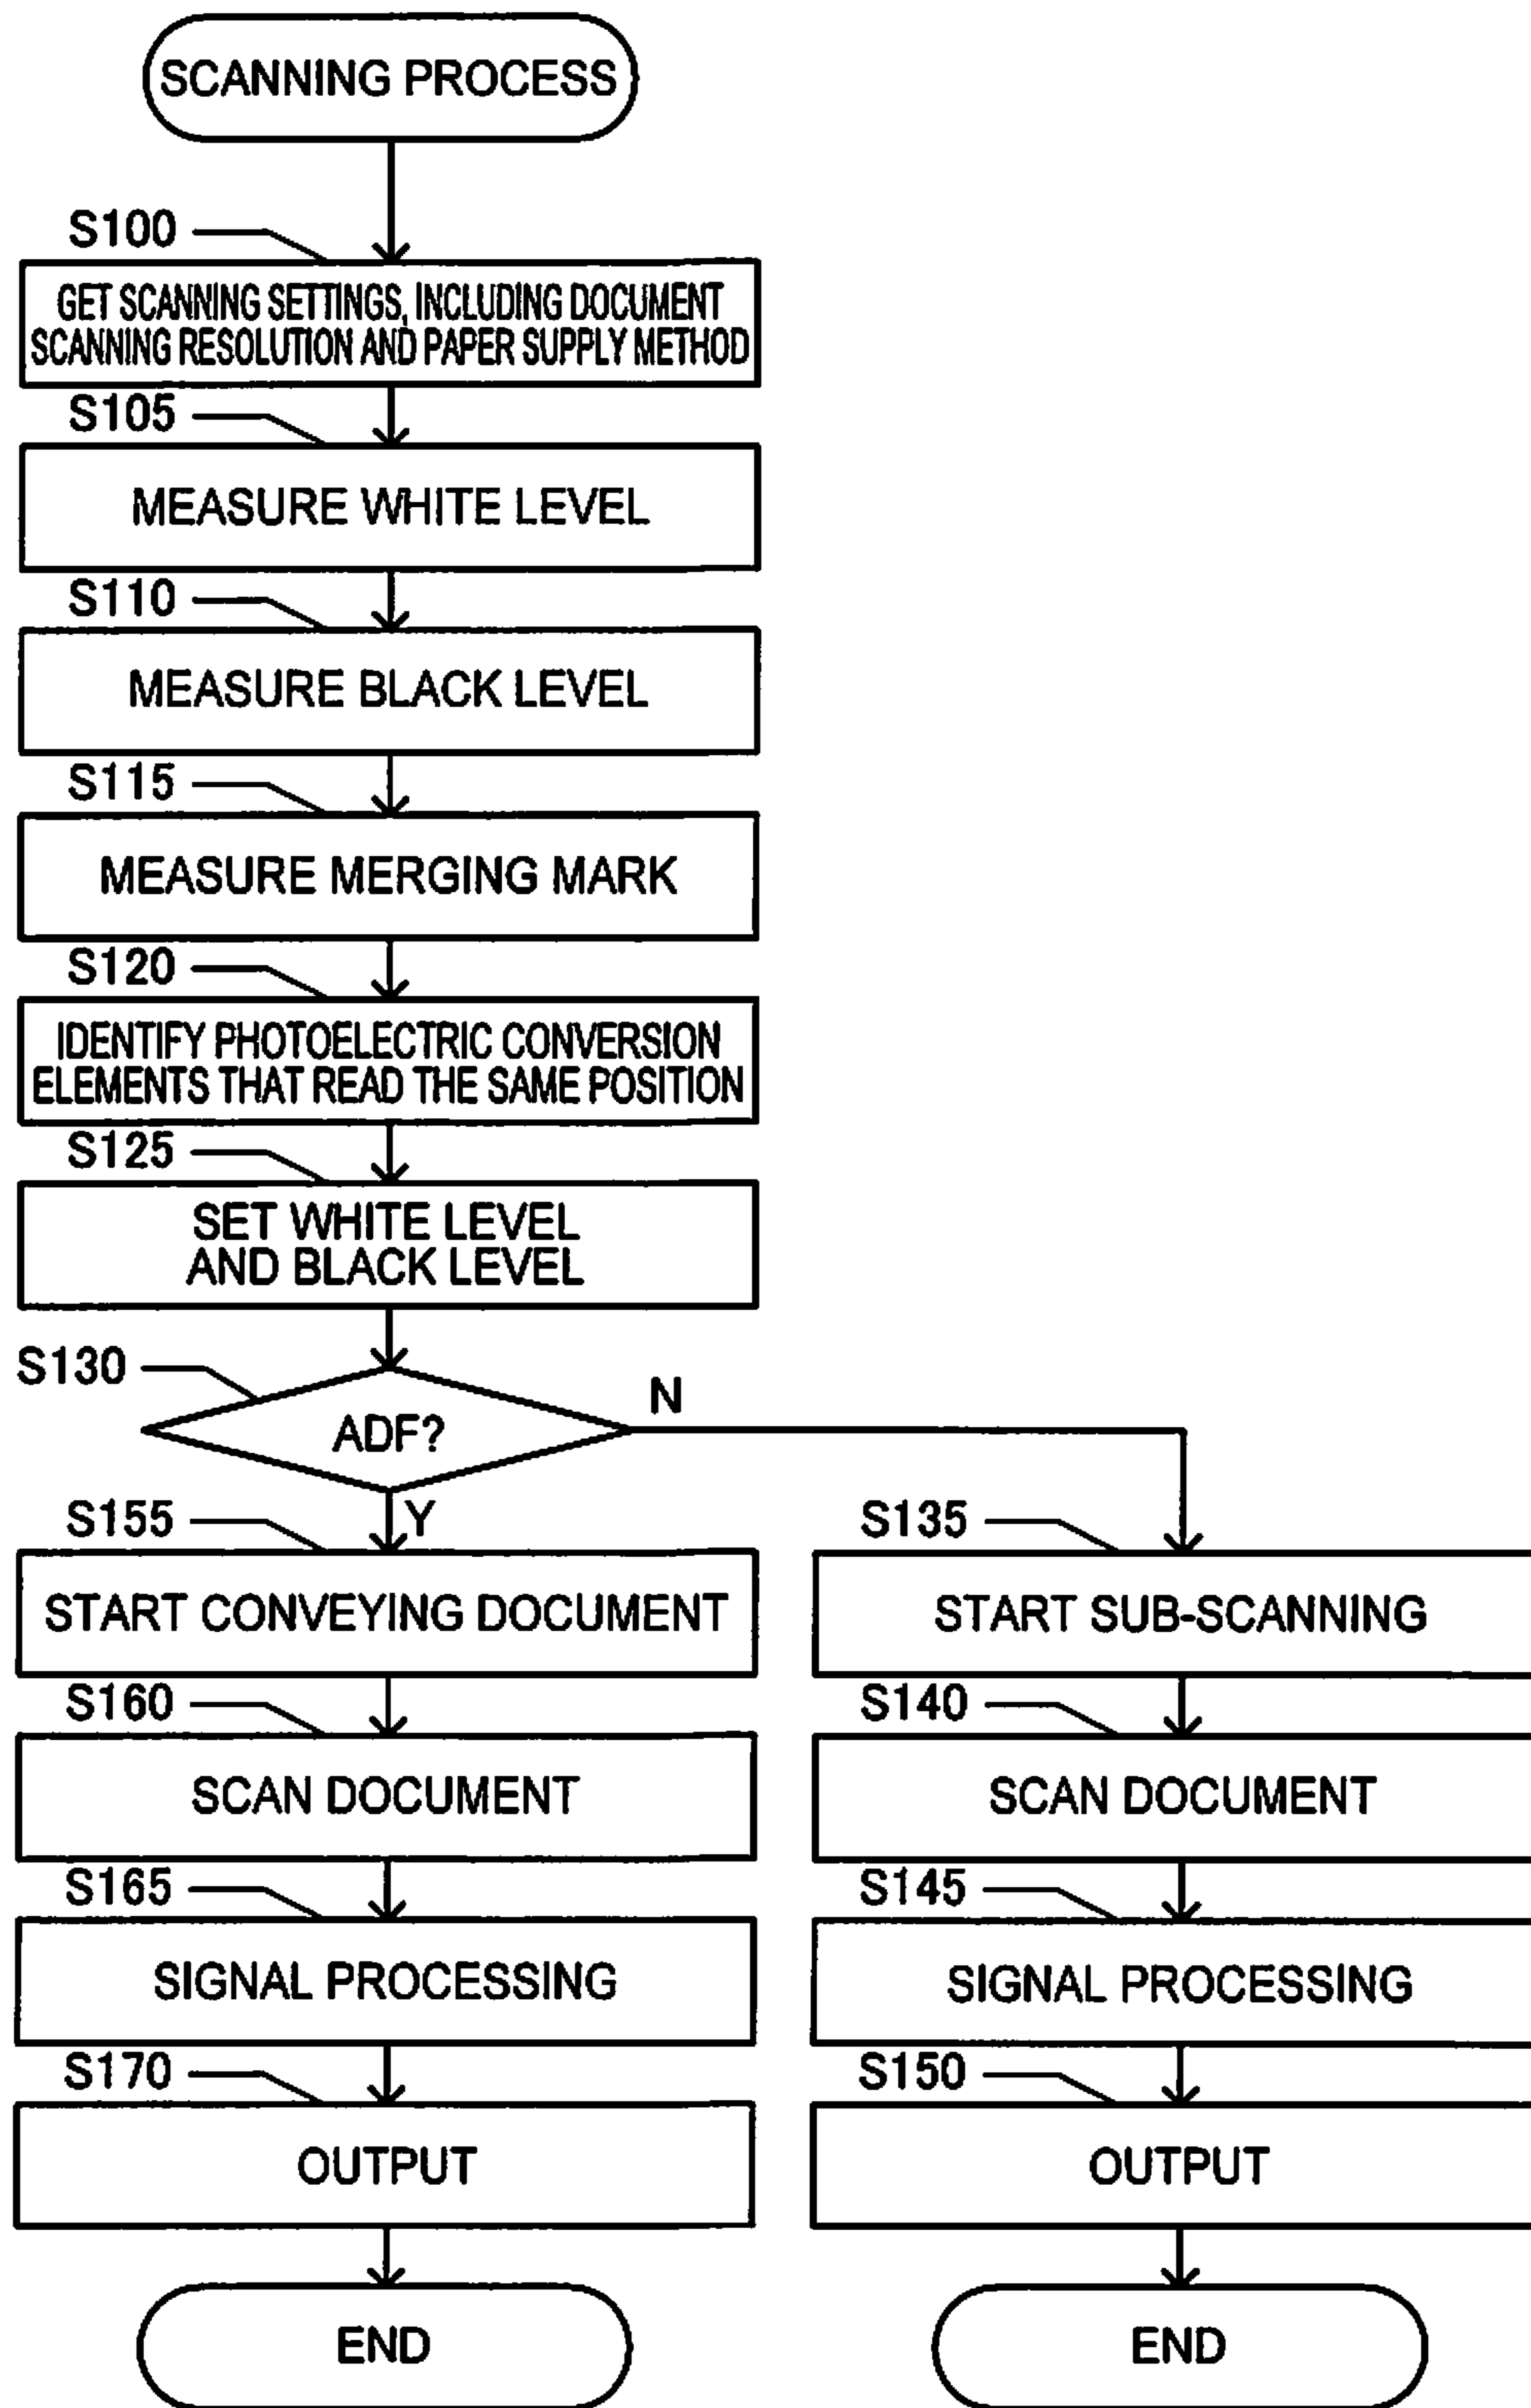 SCANNING PROCESS
S100
GET SCANNING SETTINGS, INCLUDING DOCUMENT
SCANNING RESOLUTION AND PAPER SUPPLY METHOD
S105
MEASURE WHITE LEVEL
S110
MEASURE BLACK LEVEL
S115
MEASURE MERGING MARK
S120
IDENTIFY PHOTOELECTRIC CONVERSION
ELEMENTS THAT READ THE SAME POSITION
S125
SET WHITE LEVEL
AND BLACK LEVEL
S130
ADF?
N
Y
S155
START CONVEYING DOCUMENT
S160
SCAN DOCUMENT
S165
SIGNAL PROCESSING
S170
OUTPUT
END
S135
START SUB-SCANNING
S140
SCAN DOCUMENT
S145
SIGNAL PROCESSING
S150
OUTPUT
END